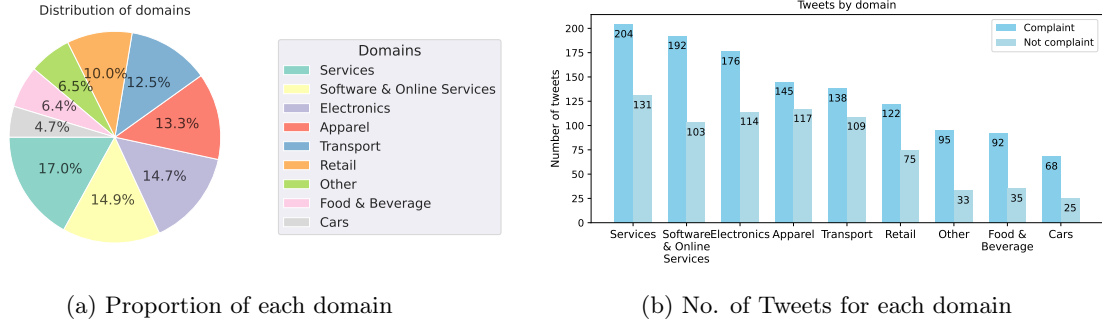 Distribution of domains
10.0%
12.5%
6.5%
6.4%
13.3%
4.7%
17.0%
14.7%
14.9%
Domains
Services
Software & Online Services
Electronics
Apparel
Transport
Retail
Other
Food & Beverage
Cars
(a) Proportion of each domain
Tweets by domain
Complaint
Not complaint
Number of tweets
200
175
150
125
100
75
50
25
0
204
131
192
103
176
114
145
117
138
109
122
75
95
33
92
35
68
25
Services
Software
& Online
Services
Electronics
Apparel
Transport
Retail
Other
Food &
Beverage
Cars
(b) No. of Tweets for each domain